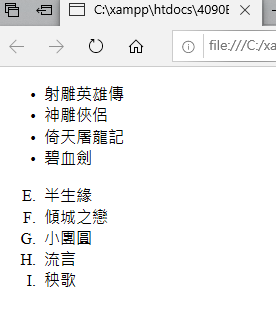 C:\xampp\htdocs\4090E
file:///C:/xa
• 射雕英雄傳
• 神雕俠侶
• 倚天屠龍記
• 碧血劍
E. 半生緣
F. 傾城之戀
G. 小團圓
H. 流言
I. 秧歌